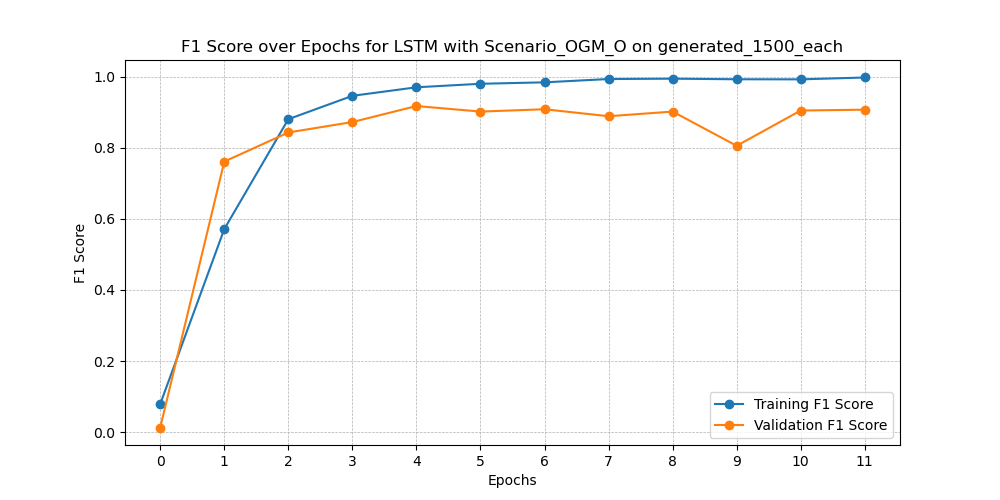 F1 Score over Epochs for LSTM with Scenario_OGM_O on generated_1500_each
F1 Score
1.0
0.8
0.6
0.4
0.2
0.0
Training F1 Score
Validation F1 Score
0 1 2 3 4 5 6 7 8 9 10 11
Epochs